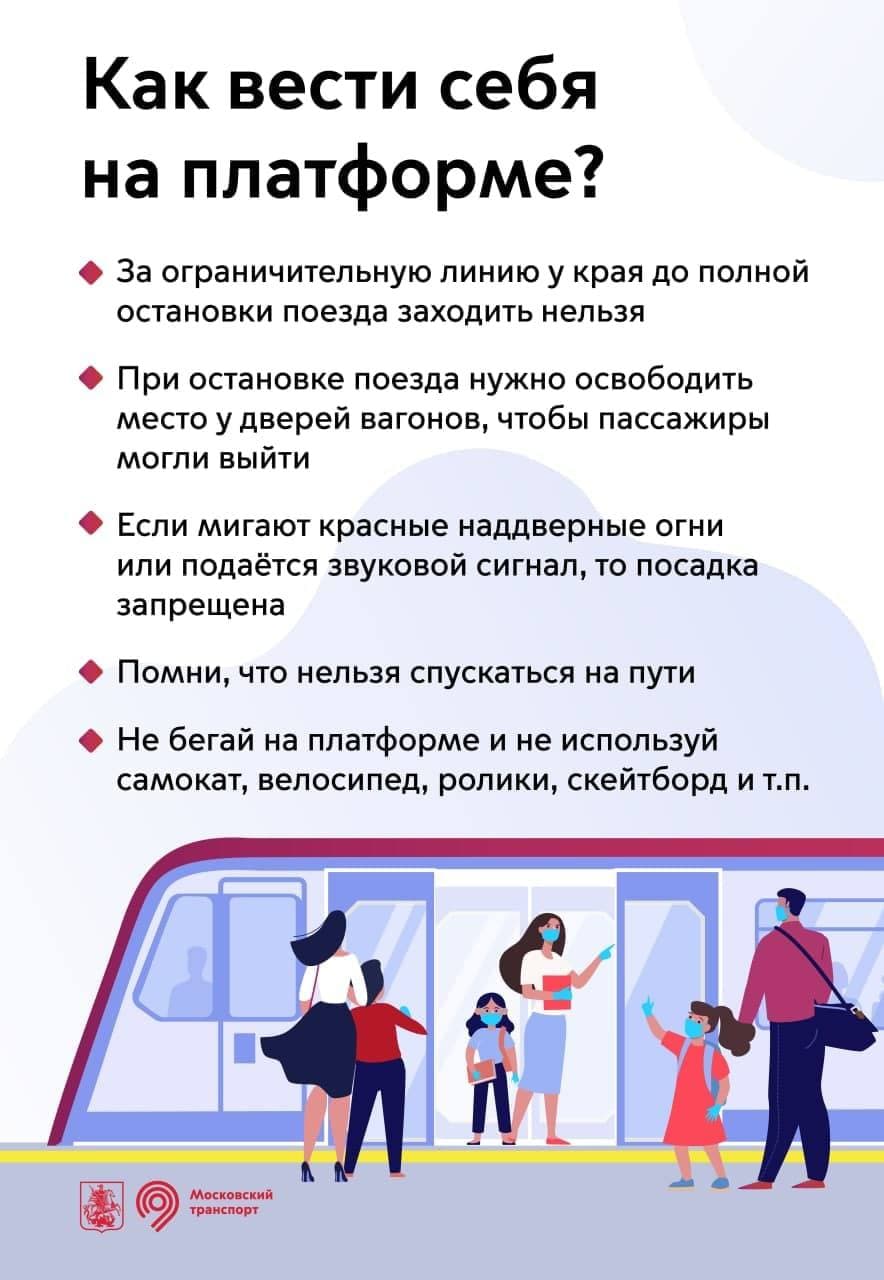 Как вести себя
на платформе?
За ограничительную линию у края до полной
остановки поезда заходить нельзя
При остановке поезда нужно освободить
место у дверей вагонов, чтобы пассажиры
могли выйти
Если мигают красные наддверные огни
или подаётся звуковой сигнал, то посадка
запрещена
Помни, что нельзя спускаться на пути
Не бегай на платформе и не используй
самокат, велосипед, ролики, скейтборд и т.п.
Московский
транспорт